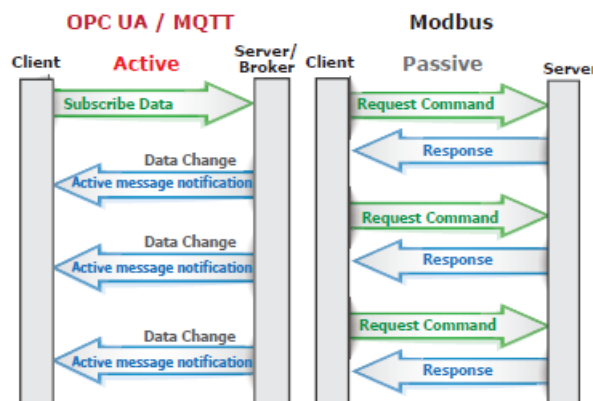 OPC UA / MQTT
Client
Active
Server/
Broker
Subscribe Data
Data Change
Active message notification
Data Change
Active message notification
Data Change
Active message notification
Modbus
Client
Passive
Server
Request Command
Response
Request Command
Response
Request Command
Response